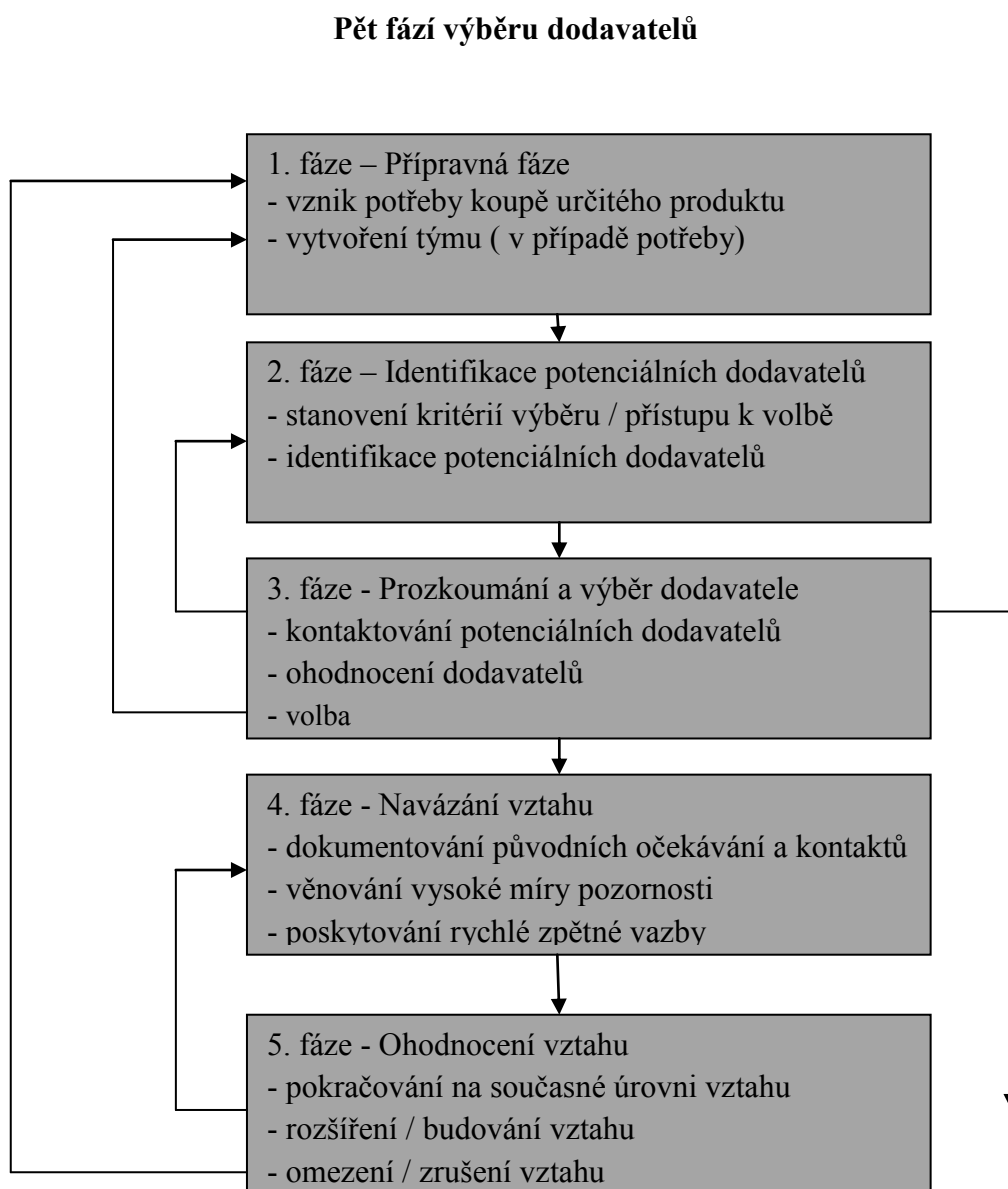 Pět fází výběru dodavatelů
1. fáze – Přípravná fáze
- vznik potřeby koupě určitého produktu
- vytvoření týmu ( v případě potřeby)
2. fáze – Identifikace potenciálních dodavatelů
- stanovení kritérií výběru / přístupu k volbě
- identifikace potenciálních dodavatelů
3. fáze - Prozkoumání a výběr dodavatele
- kontaktování potenciálních dodavatelů
- ohodnocení dodavatelů
- volba
4. fáze - Navázání vztahu
- dokumentování původních očekávání a kontaktů
- věnování vysoké míry pozornosti
- poskytování rychlé zpětné vazby
5. fáze - Ohodnocení vztahu
- pokračování na současné úrovni vztahu
- rozšíření / budování vztahu
- omezení / zrušení vztahu